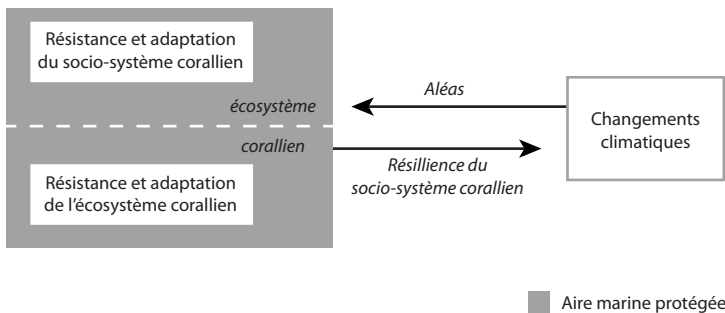 Résistance et adaptation
du socio-système corallien
écosystème
corallien
Résistance et adaptation
de l'écosystème corallien
Aléas
Résillience du
socio-système corallien
Changements
climatiques
Aire marine protégée